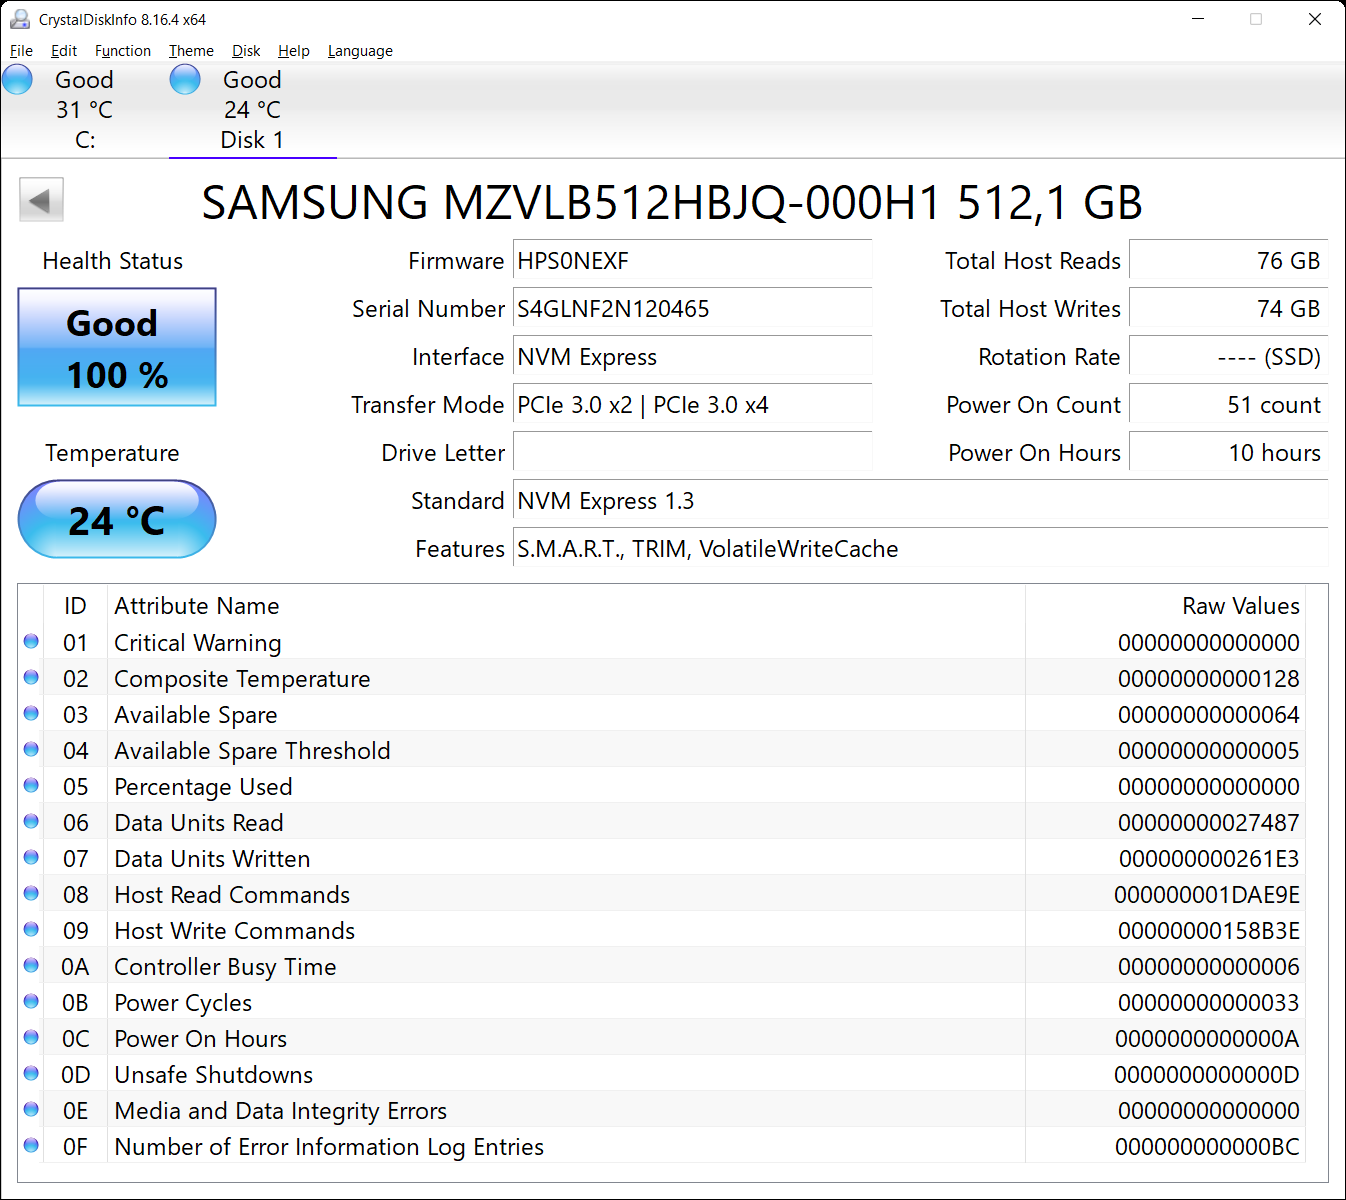 CrystalDiskInfo 8.16.4 x64
File Edit Function Theme Disk Help Language
Good Good
31 °C 24 °C
C: Disk 1
SAMSUNG MZVLB512HBJQ-000H1 512,1 GB
Health Status
Good
100 %
Temperature
24 °C
Firmware HPS0NEXF
Serial Number S4GLNF2N120465
Interface NVM Express
Transfer Mode PCIe 3.0 x2 | PCIe 3.0 x4
Drive Letter
Standard NVM Express 1.3
Features S.M.A.R.T., TRIM, VolatileWriteCache
Total Host Reads 76 GB
Total Host Writes 74 GB
Rotation Rate ---- (SSD)
Power On Count 51 count
Power On Hours 10 hours
ID Attribute Name Raw Values
01 Critical Warning 00000000000000
02 Composite Temperature 00000000000128
03 Available Spare 00000000000064
04 Available Spare Threshold 00000000000005
05 Percentage Used 00000000000000
06 Data Units Read 00000000027487
07 Data Units Written 000000000261E3
08 Host Read Commands 000000001DAE9E
09 Host Write Commands 00000000158B3E
0A Controller Busy Time 00000000000006
0B Power Cycles 00000000000033
0C Power On Hours 0000000000000A
0D Unsafe Shutdowns 0000000000000D
0E Media and Data Integrity Errors 00000000000000
0F Number of Error Information Log Entries 000000000000BC